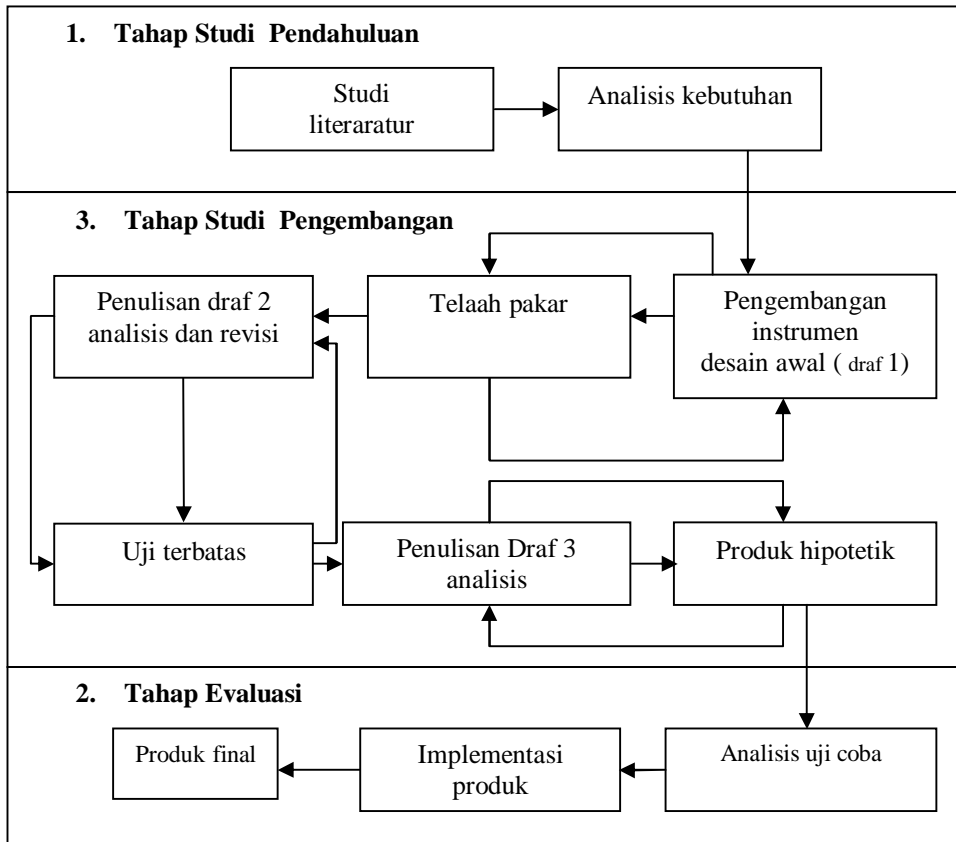 1. Tahap Studi Pendahuluan
Studi
literaratur
Analisis kebutuhan
3. Tahap Studi Pengembangan
Penulisan draf 2
analisis dan revisi
Telaah pakar
Pengembangan
instrumen
desain awal ( draf 1)
Uji terbatas
Penulisan Draf 3
analisis
Produk hipotetik
2. Tahap Evaluasi
Produk final
Implementasi
produk
Analisis uji coba